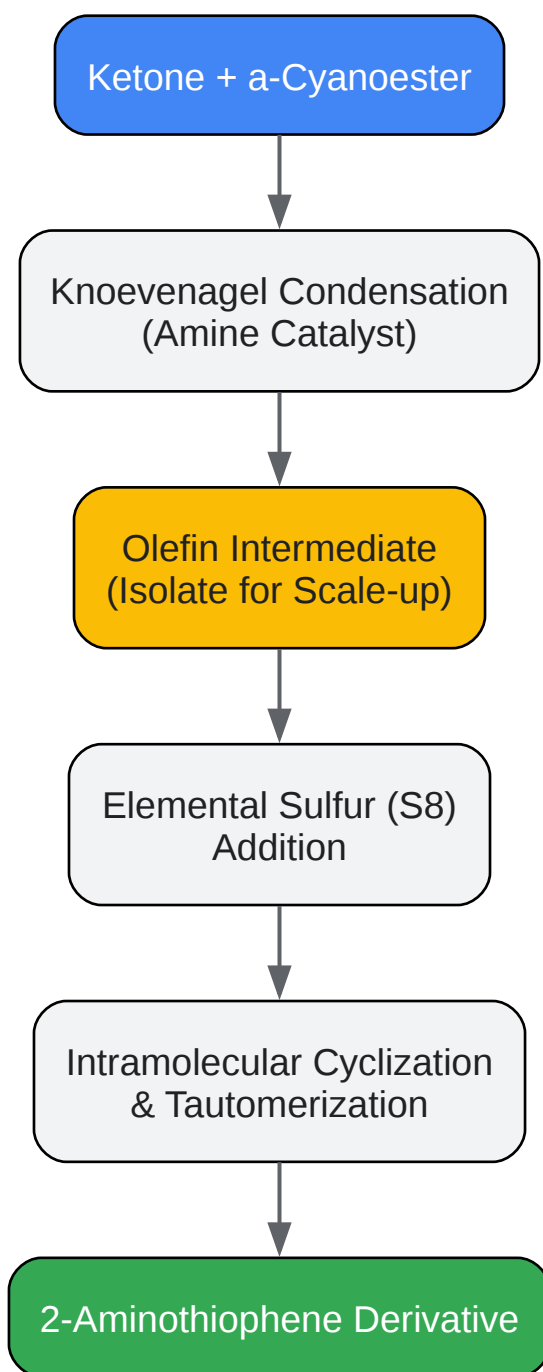 Ketone + a-Cyanoester
Knoevenagel Condensation
(Amine Catalyst)
Olefin Intermediate
(Isolate for Scale-up)
Elemental Sulfur (S8)
Addition
Intramolecular Cyclization
& Tautomerization
2-Aminothiophene Derivative